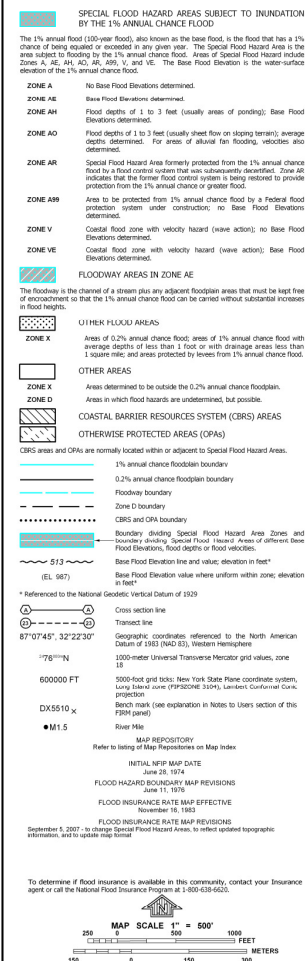 SPECIAL FLOOD HAZARD AREAS SUBJECT TO INUNDATION
BY THE 1% ANNUAL CHANCE FLOOD
The 1% annual flood (100-year flood), also known as the base flood, is the flood that has a 1%
chance of being equaled or exceeded in any given year. The Special Flood Hazard Area is the
area subject to flooding by the 1% annual chance flood. Areas of Special Flood Hazard include
Zones A, AE, AH, AO, AR, A99, V, and VE. The Base Flood Elevation is the water-surface
elevation of the 1% annual chance flood.
ZONE A No Base Flood Elevations determined.
ZONE AE Base Flood Elevations determined.
ZONE AH Flood depths of 1 to 3 feet (usually areas of ponding); Base Flood
Elevations determined.
ZONE AO Flood depths of 1 to 3 feet (usually sheet flow on sloping terrain); average
depths determined. For areas of alluvial fan flooding, velocities also
determined.
ZONE AR Special Flood Hazard Area formerly protected from the 1% annual chance
flood by a flood control system that was subsequently decertified. Zone AR
indicates that the former flood control system is being restored to provide
protection from the 1% annual chance or greater flood.
ZONE A99 Area to be protected from 1% annual chance flood by a Federal flood
protection system under construction; no Base Flood Elevations
determined.
ZONE V Coastal flood zone with velocity hazard (wave action); no Base Flood
Elevations determined.
ZONE VE Coastal flood zone with velocity hazard (wave action); Base Flood
Elevations determined.
FLOODWAY AREAS IN ZONE AE
The floodway is the channel of a stream plus any adjacent floodplain areas that must be kept free
of encroachment so that the 1% annual chance flood can be carried without substantial increases
in flood heights.
OTHER FLOOD AREAS
ZONE X Areas of 0.2% annual chance flood; areas of 1% annual chance flood with
average depths of less than 1 foot or with drainage areas less than
1 square mile; and areas protected by levees from 1% annual chance flood.
OTHER AREAS
ZONE X Areas determined to be outside the 0.2% annual chance floodplain.
ZONE D Areas in which flood hazards are undetermined, but possible.
COASTAL BARRIER RESOURCES SYSTEM (CBRS) AREAS
OTHERWISE PROTECTED AREAS (OPAs)
CBRS areas and OPAs are normally located within or adjacent to Special Flood Hazard Areas.
1% annual chance floodplain boundary
0.2% annual chance floodplain boundary
Floodway boundary
Zone D boundary
CBRS and OPA boundary
Boundary dividing Special Flood Hazard Area Zones and
boundary dividing Special Flood Hazard Areas of different Base
Flood Elevations, flood depths or flood velocities.
513 Base Flood Elevation line and value; elevation in feet*
(EL 987) Base Flood Elevation value where uniform within zone; elevation
in feet*
* Referenced to the National Geodetic Vertical Datum of 1929
A A Cross section line
23 23 Transect line
87°07'45", 32°22'30" Geographic coordinates referenced to the North American
Datum of 1983 (NAD 83), Western Hemisphere
76 N 1000-meter Universal Transverse Mercator grid values, zone
18
600000 FT 5000-foot grid ticks: New York State Plane coordinate system,
Long Island zone (FIPSZONE 3104), Lambert Conformal Conic
projection
DX5510 × Bench mark (see explanation in Notes to Users section of this
FIRM panel)
●M1.5 River Mile
MAP REPOSITORY
Refer to listing of Map Repositories on Map Index
INITIAL NFIP MAP DATE
June 28, 1974
FLOOD HAZARD BOUNDARY MAP REVISIONS
June 11, 1976
FLOOD INSURANCE RATE MAP EFFECTIVE
November 16, 1983
FLOOD INSURANCE RATE MAP REVISIONS
September 5, 2007 - to change Special Flood Hazard Areas, to reflect updated topographic
information, and to update map format
To determine if flood insurance is available in this community, contact your Insurance
agent or call the National Flood Insurance Program at 1-800-638-6620.
MAP SCALE 1" = 500'
250 0 500 1000
FEET
METERS
150 0 150 300